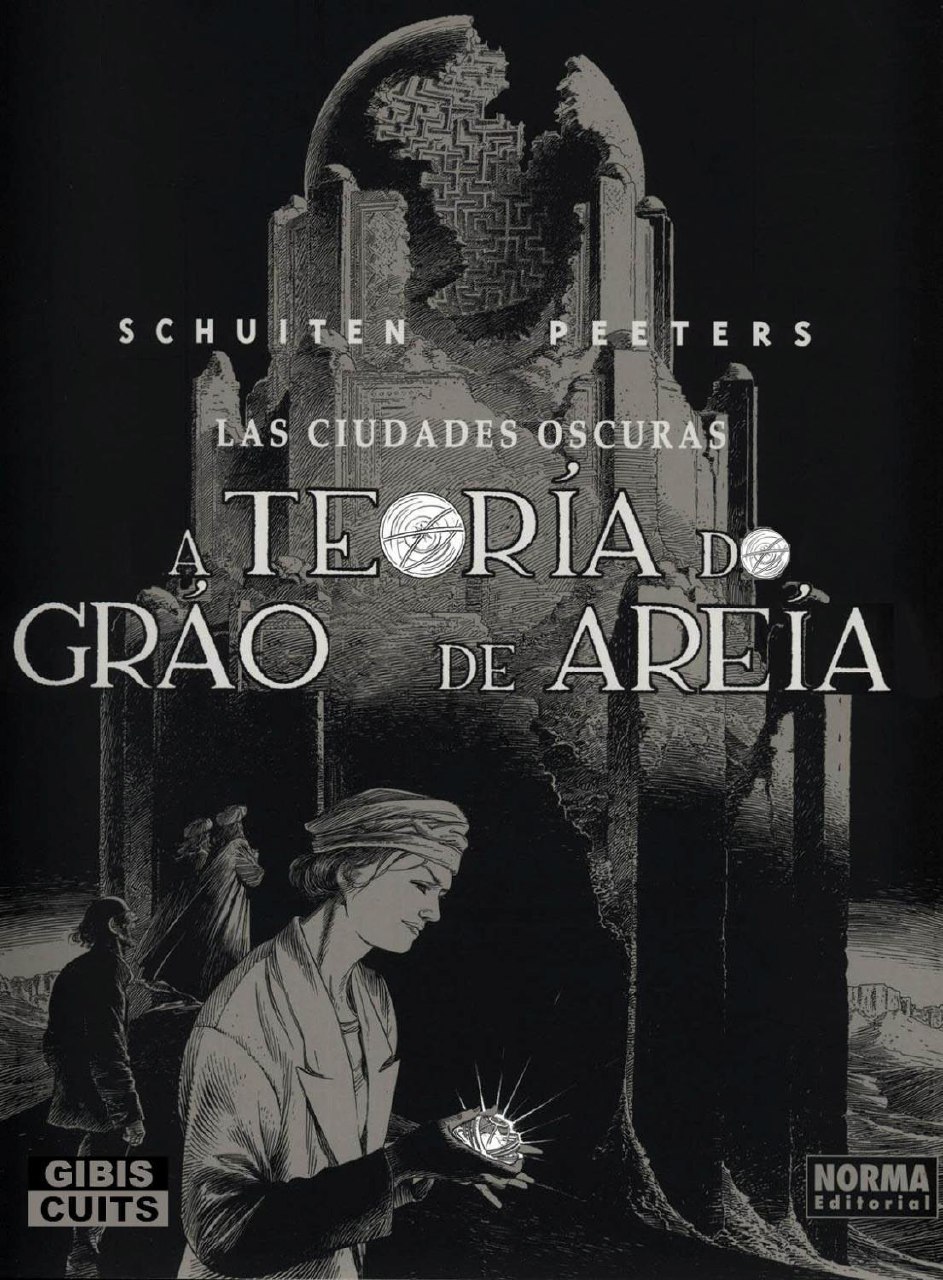 SCHUITEN PEETERS
LAS CIUDADES OSCURAS
A TEORÍA DO
GRÁO DE AREÍA
GIBIS
CUITS
NORMA
Editorial